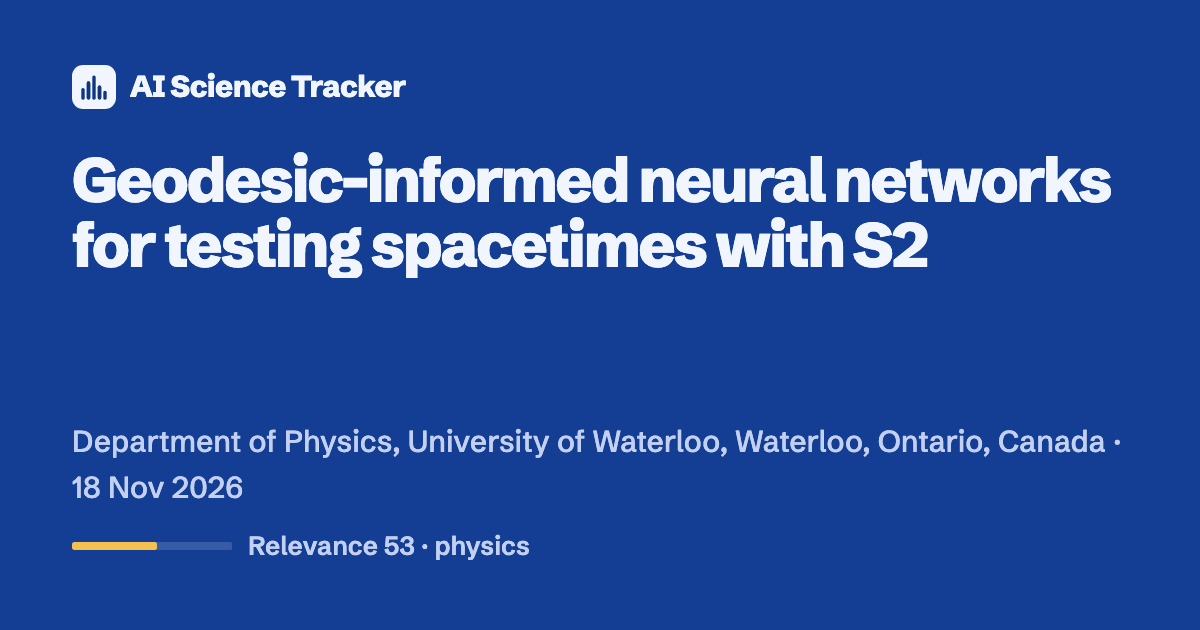 AI Science Tracker
Geodesic-informed neural networks
for testing spacetimes with S2
Department of Physics, University of Waterloo, Waterloo, Ontario, Canada ·
18 Nov 2026
Relevance 53 · physics